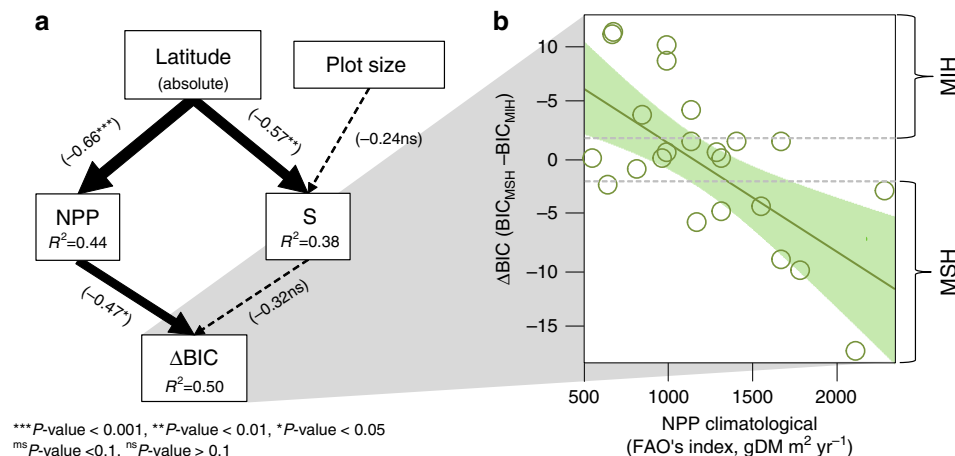 a
Latitude
(absolute)
Plot size
(−0.66***)
(−0.57**)
(−0.24ns)
NPP
R²=0.44
S
R²=0.38
(−0.47*)
(−0.32ns)
ΔBIC
R²=0.50
***P-value < 0.001, **P-value < 0.01, *P-value < 0.05
ᵐˢP-value <0.1, ⁿˢP-value > 0.1
b
ΔBIC (BIC_MSH −BIC_MIH)
10
−5
0
−5
−10
−15
500
1000
1500
2000
NPP climatological
(FAO's index, gDM m² yr⁻¹)
MIH
MSH